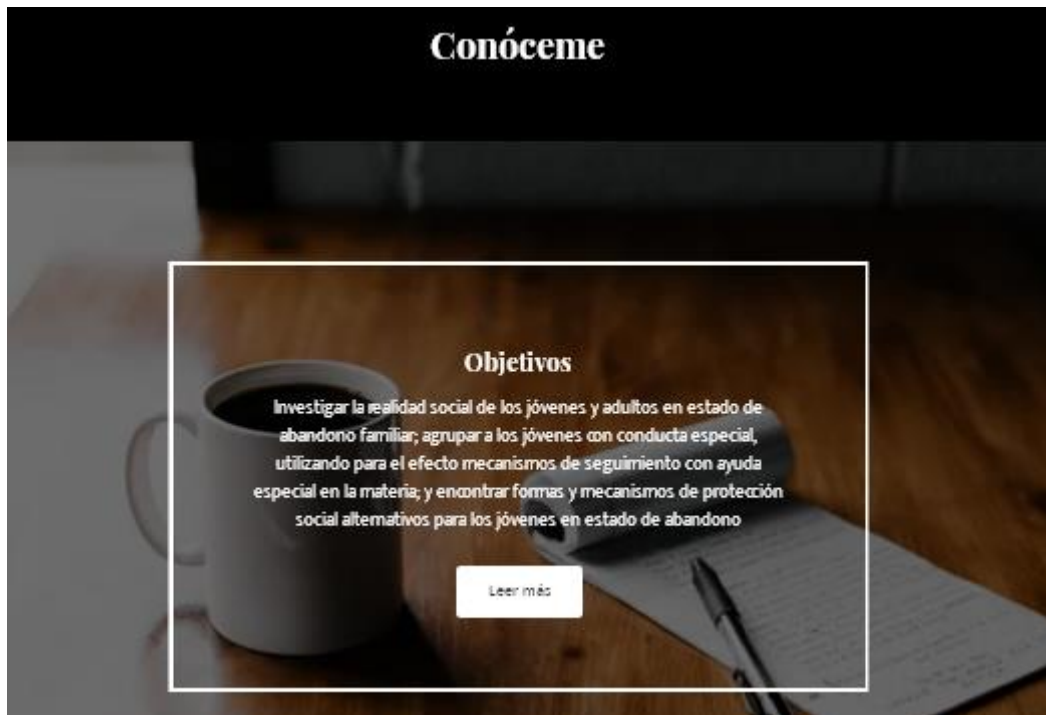 Conóceme
Objetivos
Investigar la realidad social de los jóvenes y adultos en estado de
abandono familiar; agrupar a los jóvenes con conducta especial,
utilizando para el efecto mecanismos de seguimiento con ayuda
especial en la materia; y encontrar formas y mecanismos de protección
social alternativos para los jóvenes en estado de abandono
Leer más